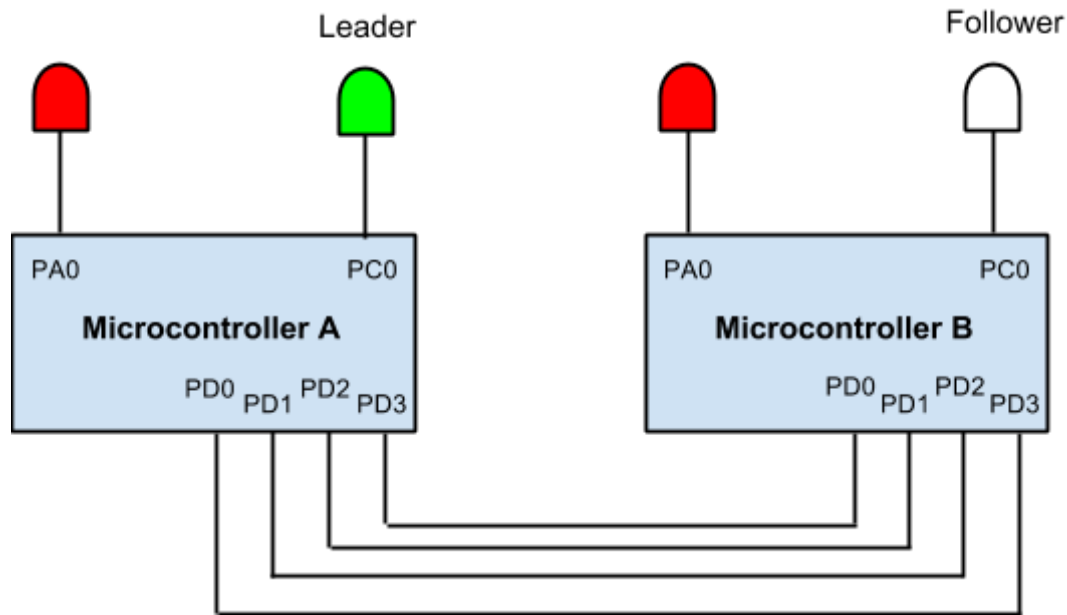 Leader
Follower
PA0
PC0
Microcontroller A
PD0
PD1
PD2
PD3
PA0
PC0
Microcontroller B
PD0
PD1
PD2
PD3